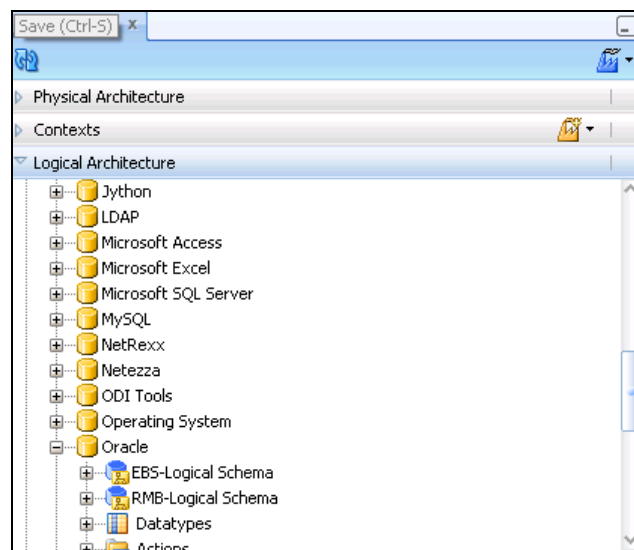 Save (Ctrl-S)
Physical Architecture
Contexts
Logical Architecture
Jython
LDAP
Microsoft Access
Microsoft Excel
Microsoft SQL Server
MySQL
NetRexx
Netezza
ODI Tools
Operating System
Oracle
EBS-Logical Schema
RMB-Logical Schema
Datatypes
Actions